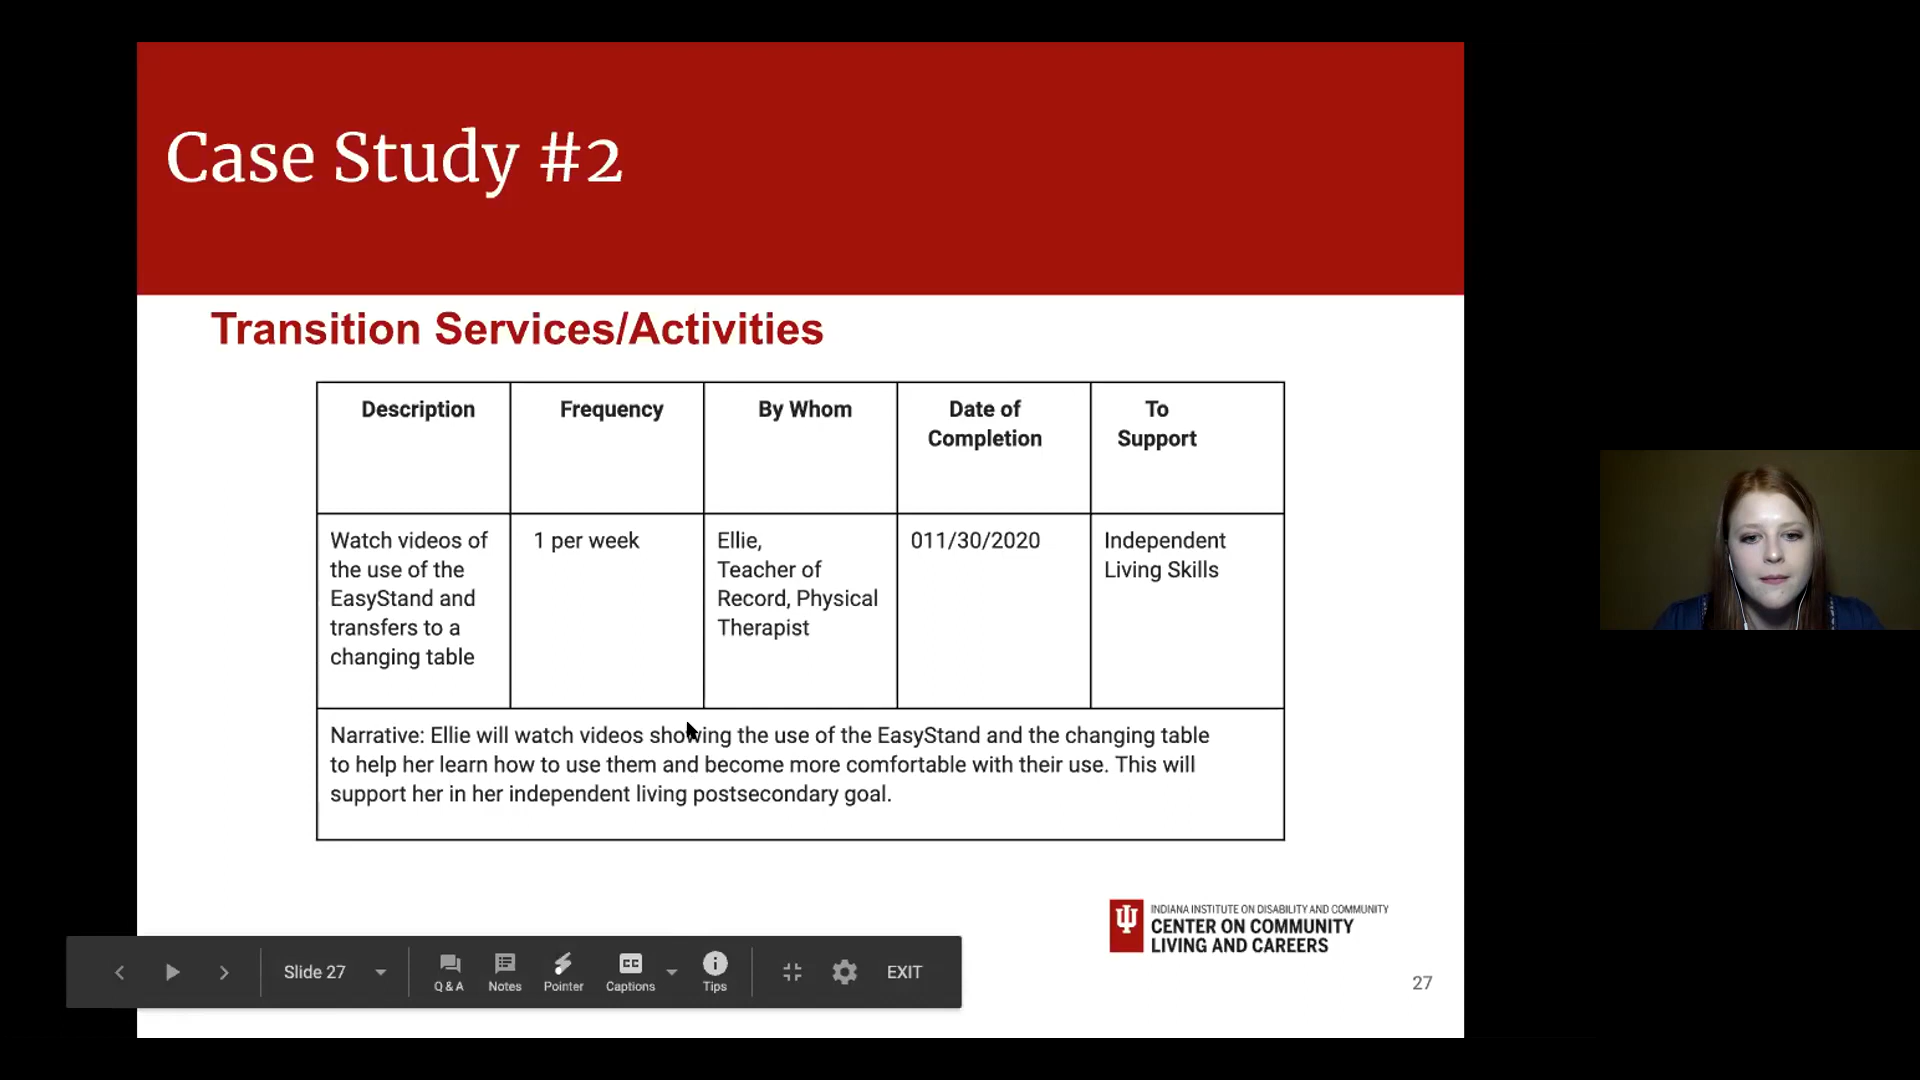 Case Study #2
Transition Services/Activities
Description
Frequency
By Whom
Date of
Completion
To
Support
Watch videos of
the use of the
EasyStand and
transfers to a
changing table
1 per week
Ellie,
Teacher of
Record, Physical
Therapist
011/30/2020
Independent
Living Skills
Narrative: Ellie will watch videos showing the use of the EasyStand and the changing table
to help her learn how to use them and become more comfortable with their use. This will
support her in her independent living postsecondary goal.
INDIANA INSTITUTE ON DISABILITY AND COMMUNITY
CENTER ON COMMUNITY
LIVING AND CAREERS
27
Slide 27
Q & A
Notes
Pointer
CC
Captions
Tips
EXIT